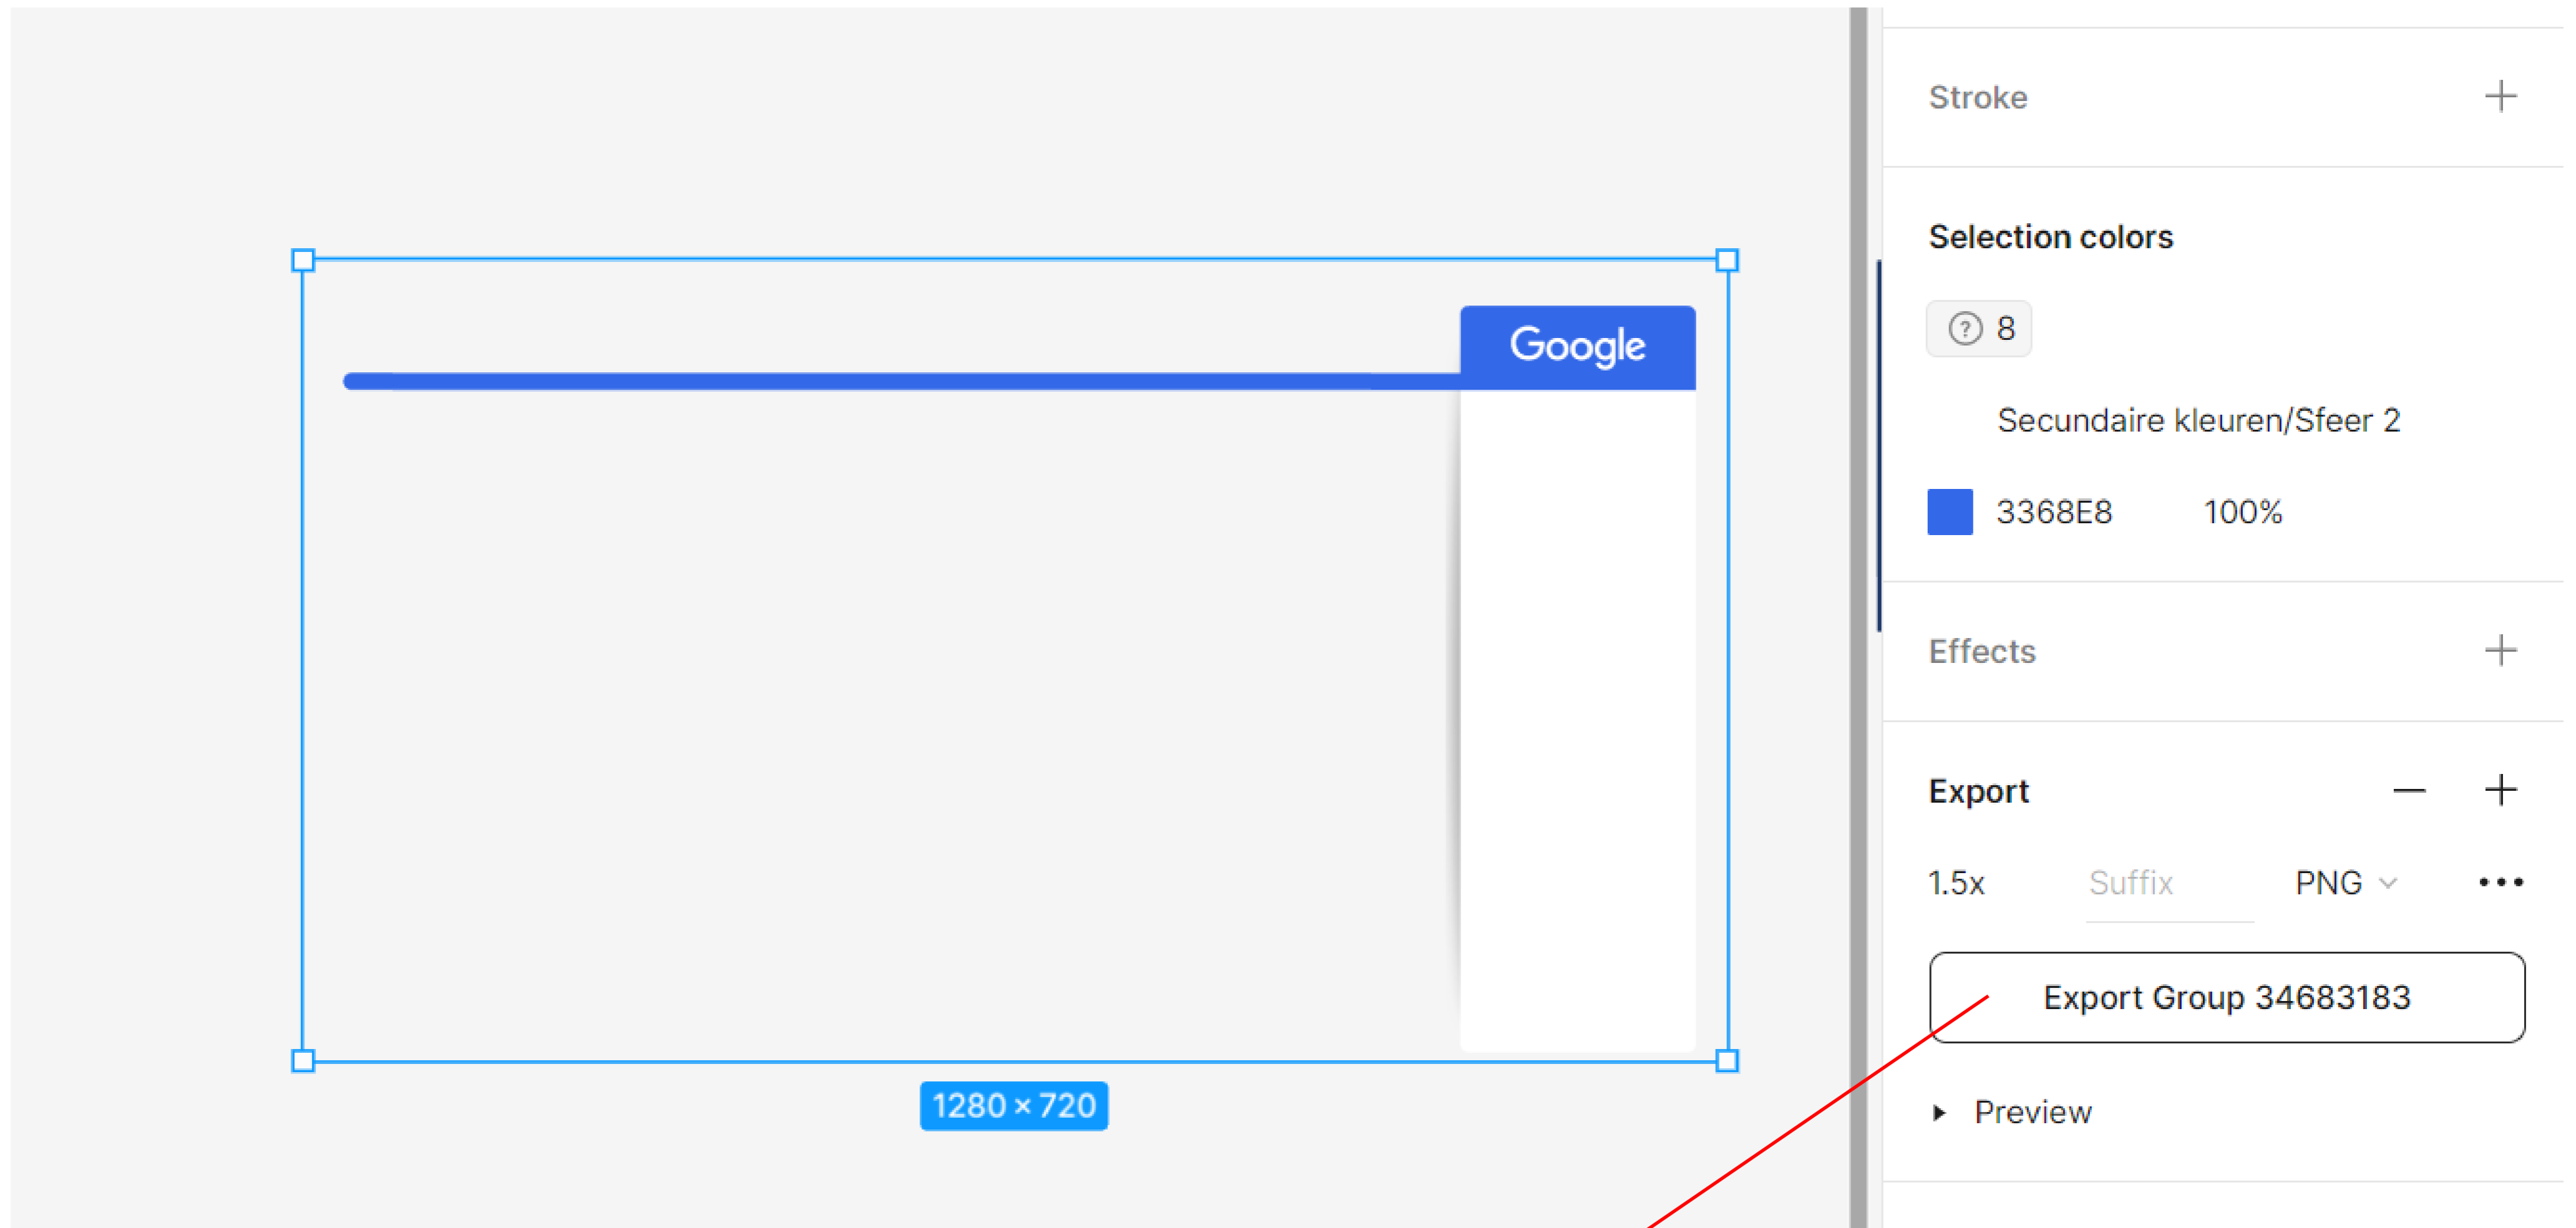 Google
1280 × 720
Stroke
Selection colors
? 8
Secundaire kleuren/Sfeer 2
3368E8 100%
Effects
Export
1.5x Suffix PNG
Export Group 34683183
Preview